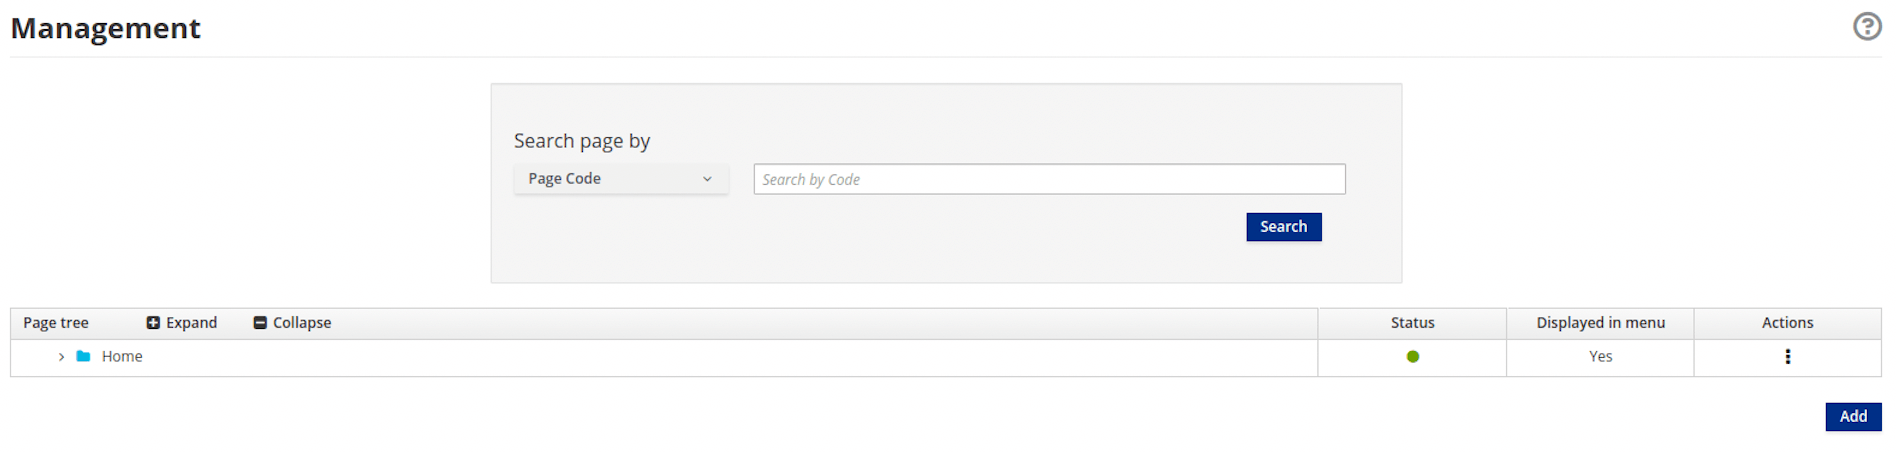 Management
Search page by
Page Code
Search by Code
Search
Page tree Expand Collapse Status Displayed in menu Actions
Home Yes
Add